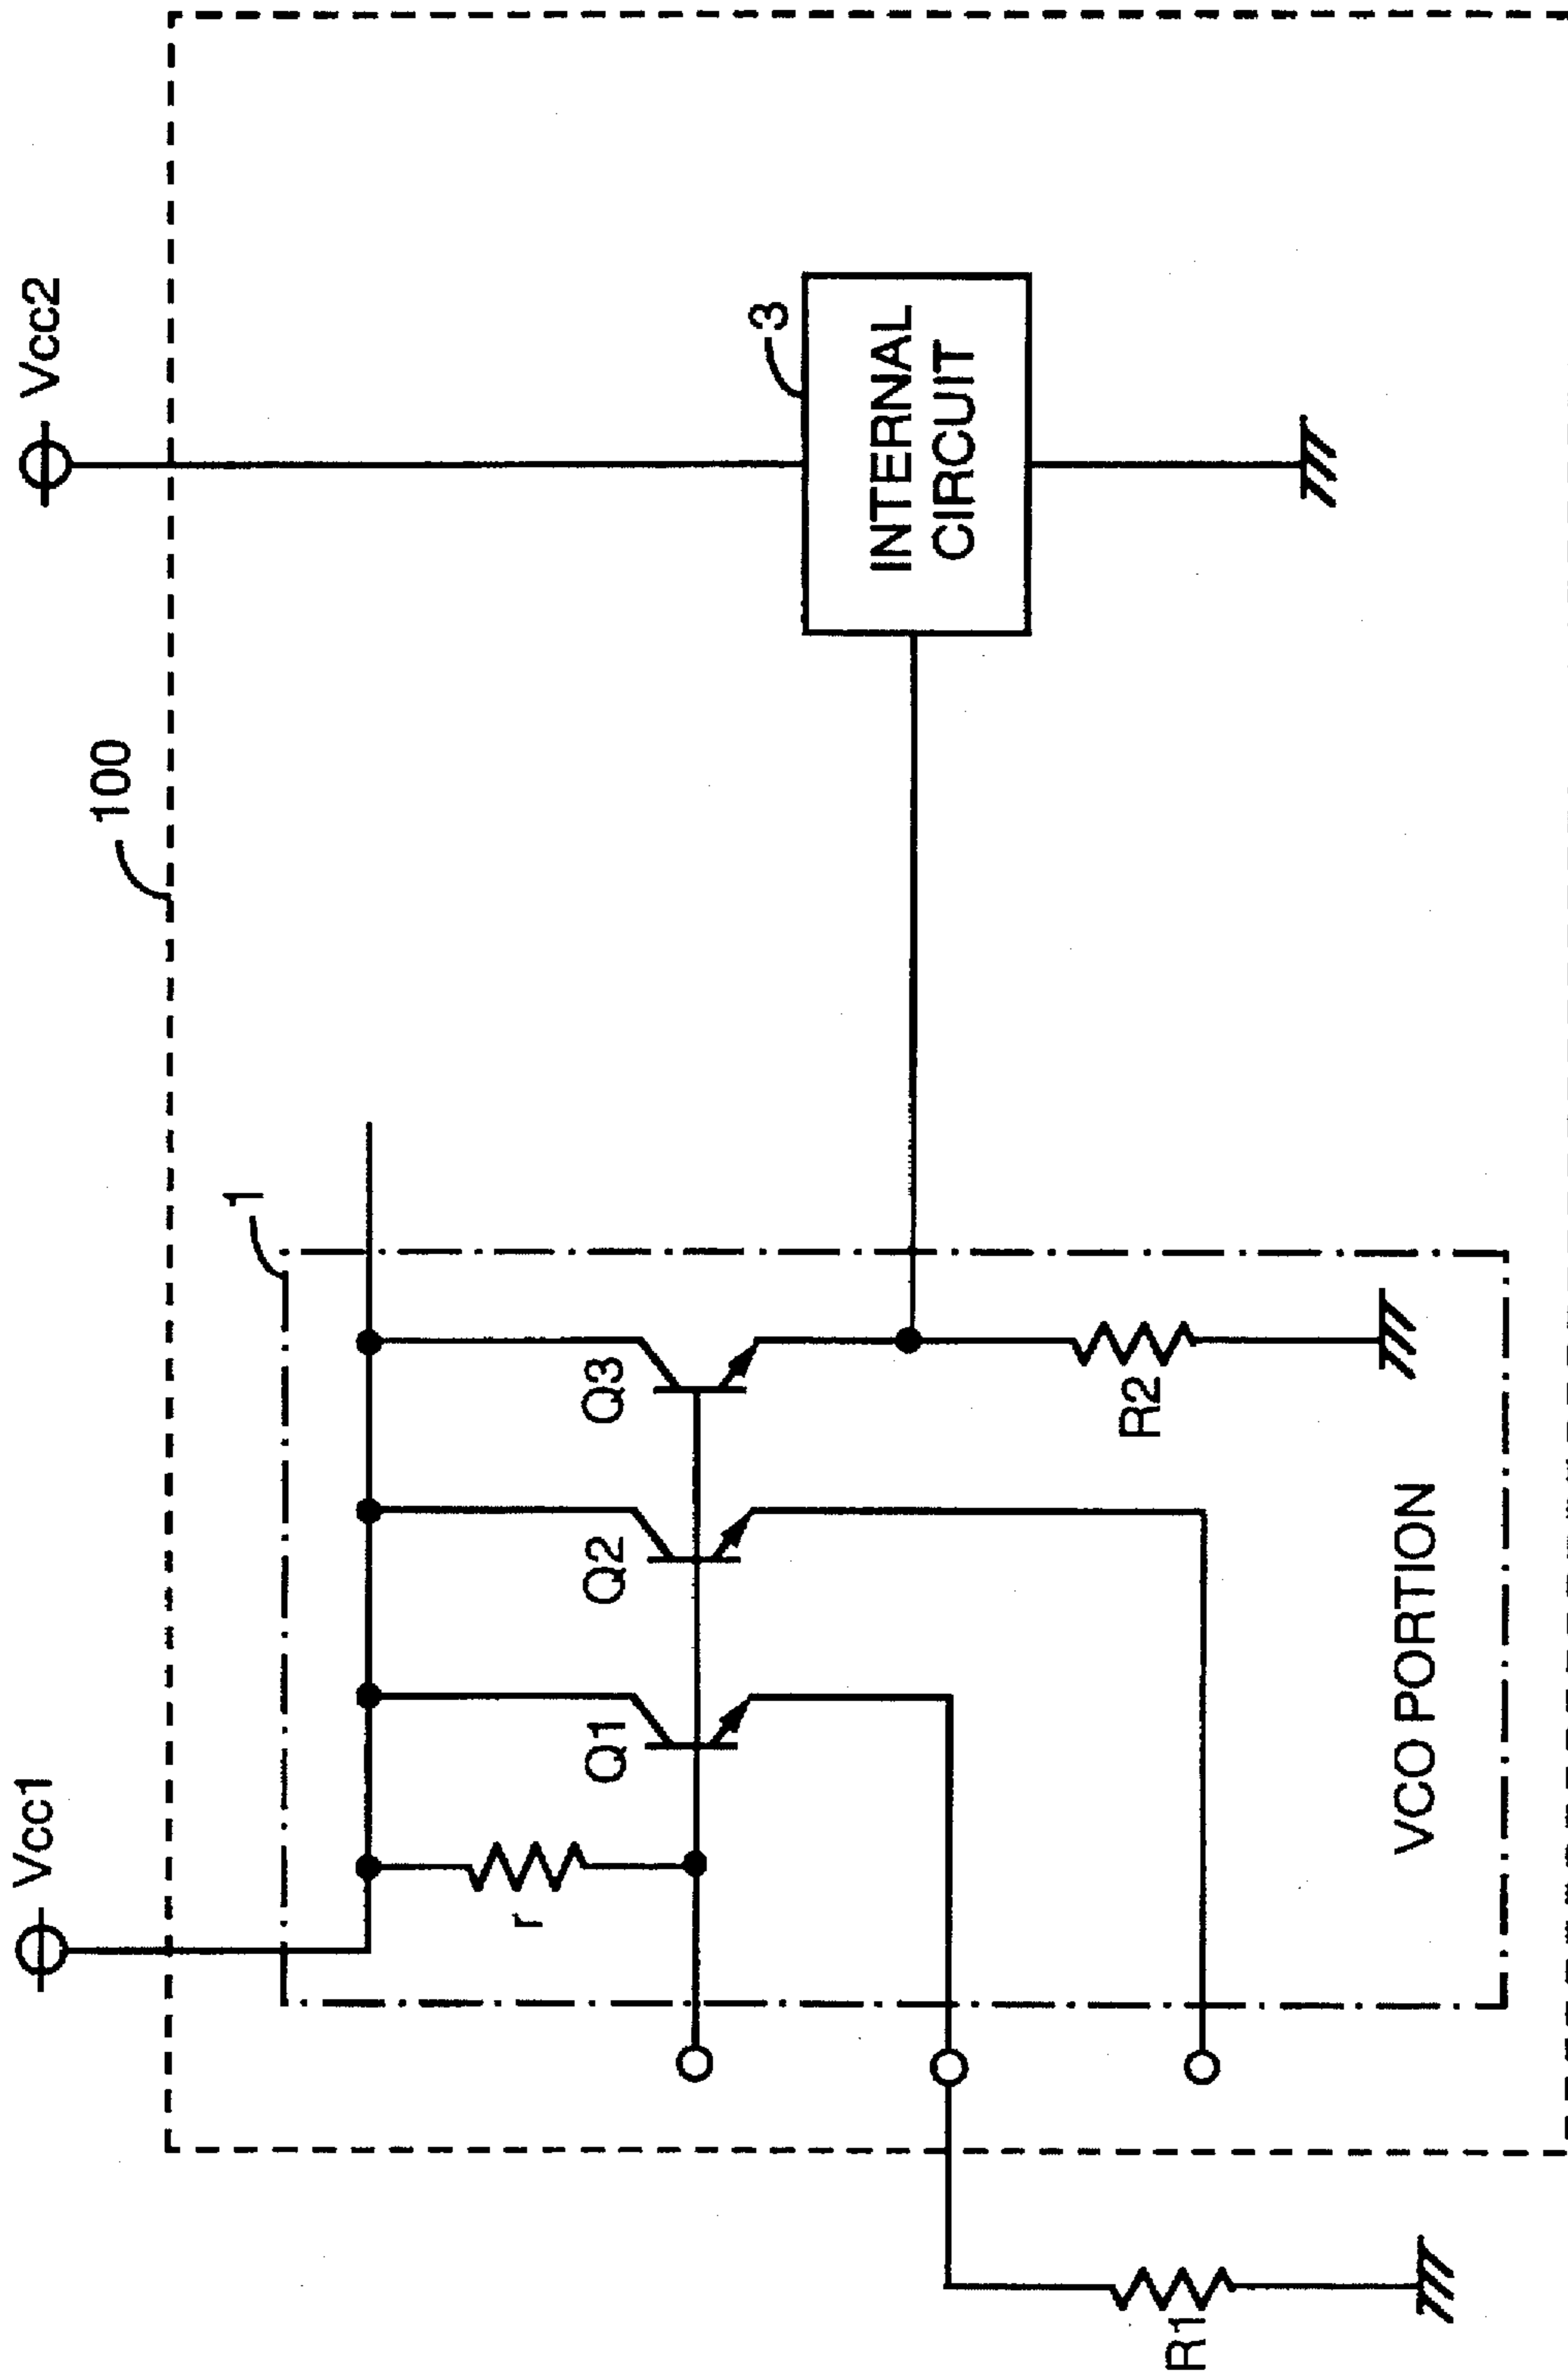 Vcc1
Vcc2
100
1
3
r
Q1
Q2
Q3
INTERNAL
CIRCUIT
R1
R2
VCO PORTION